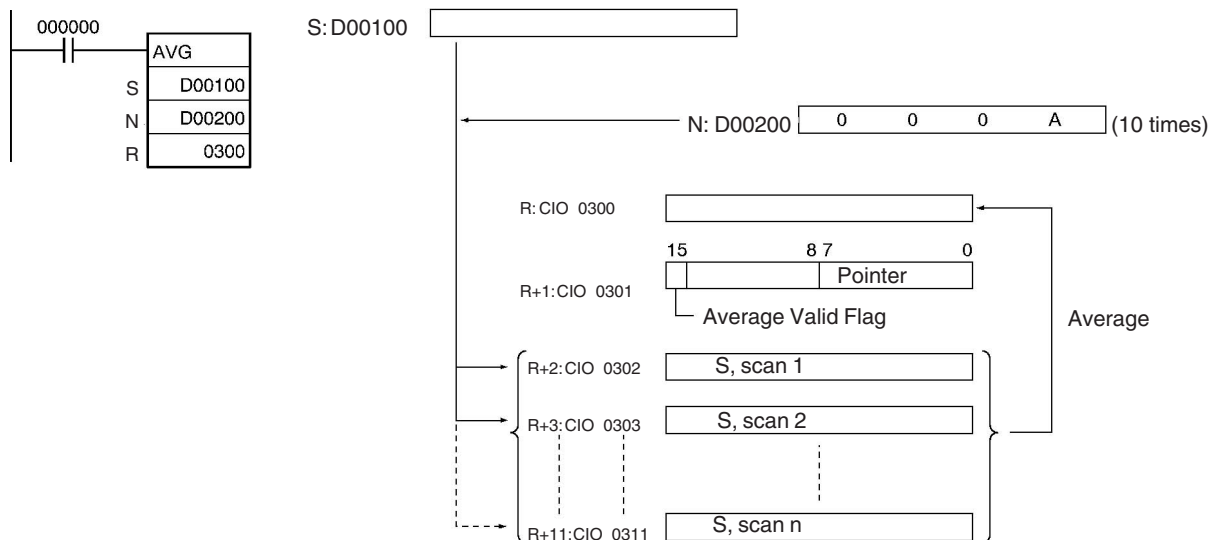 000000
AVG
S D00100
N D00200
R 0300
S: D00100
N: D00200 0 0 0 A (10 times)
R: CIO 0300
15 8 7 0
R+1: CIO 0301 Pointer
Average Valid Flag
Average
R+2: CIO 0302 S, scan 1
R+3: CIO 0303 S, scan 2
R+11: CIO 0311 S, scan n